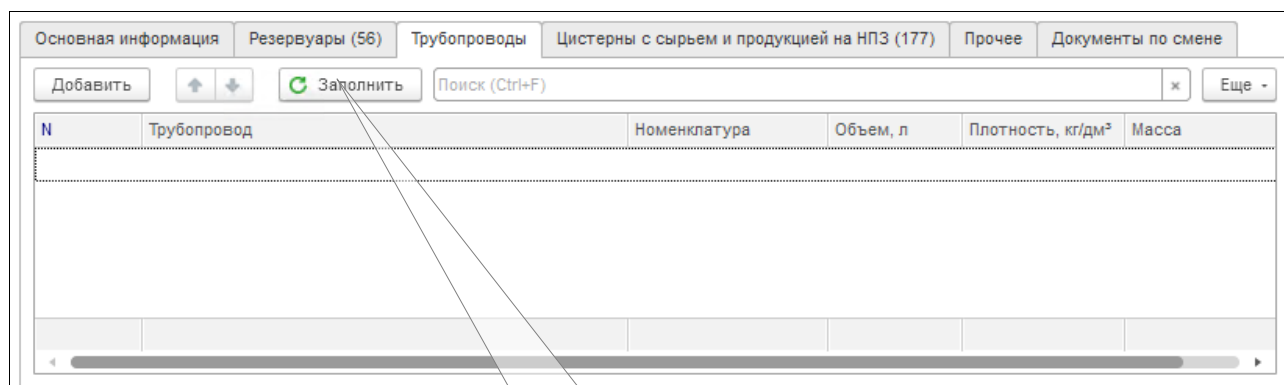 Основная информация Резервуары (56) Трубопроводы Цистерны с сырьем и продукцией на НПЗ (177) Прочее Документы по смене
Добавить Заполнить Поиск (Ctrl+F) × Еще
N Трубопровод Номенклатура Объем, л Плотность, кг/дм³ Масса